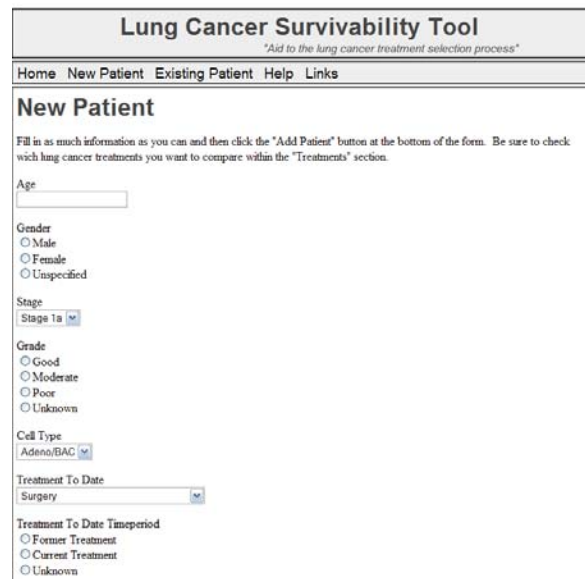 Lung Cancer Survivability Tool
"Aid to the lung cancer treatment selection process"
Home New Patient Existing Patient Help Links
New Patient
Fill in as much information as you can and then click the "Add Patient" button at the bottom of the form. Be sure to check
wich lung cancer treatments you want to compare within the "Treatments" section.
Age
Gender
Male
Female
Unspecified
Stage
Stage 1a
Grade
Good
Moderate
Poor
Unknown
Cell Type
Adeno/BAC
Treatment To Date
Surgery
Treatment To Date Timeperiod
Former Treatment
Current Treatment
Unknown